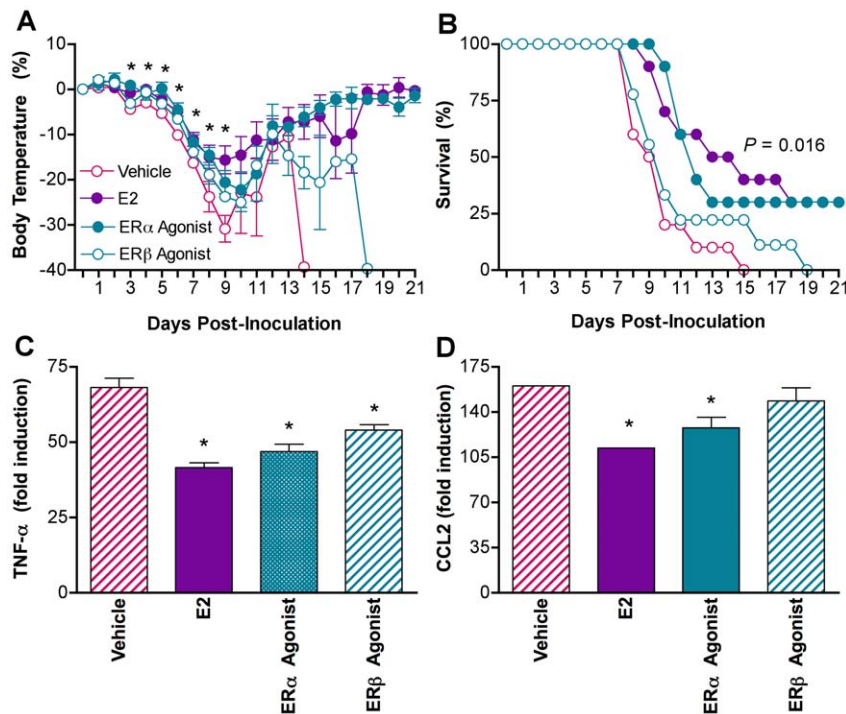 A
Body Temperature (%)
10
0
-10
-20
-30
-40
* * * * * * *
Vehicle
E2
ERα Agonist
ERβ Agonist
1 3 5 7 9 11 13 15 17 19 21
Days Post-Inoculation
B
Survival (%)
100
75
50
25
0
P = 0.016
1 3 5 7 9 11 13 15 17 19 21
Days Post-Inoculation
C
TNF-α (fold induction)
75
50
25
0
* * *
Vehicle
E2
ERα Agonist
ERβ Agonist
D
CCL2 (fold induction)
175
140
105
70
35
0
* *
Vehicle
E2
ERα Agonist
ERβ Agonist